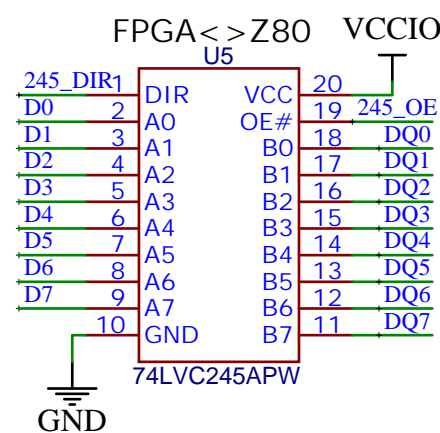 FPGA<>Z80 VCCIO
U5
245_DIR 1 DIR VCC 20
D0 2 A0 OE# 19 245_OE
D1 3 A1 B0 18 DQ0
D2 4 A2 B1 17 DQ1
D3 5 A3 B2 16 DQ2
D4 6 A4 B3 15 DQ3
D5 7 A5 B4 14 DQ4
D6 8 A6 B5 13 DQ5
D7 9 A7 B6 12 DQ6
10 GND B7 11 DQ7
74LVC245APW
GND